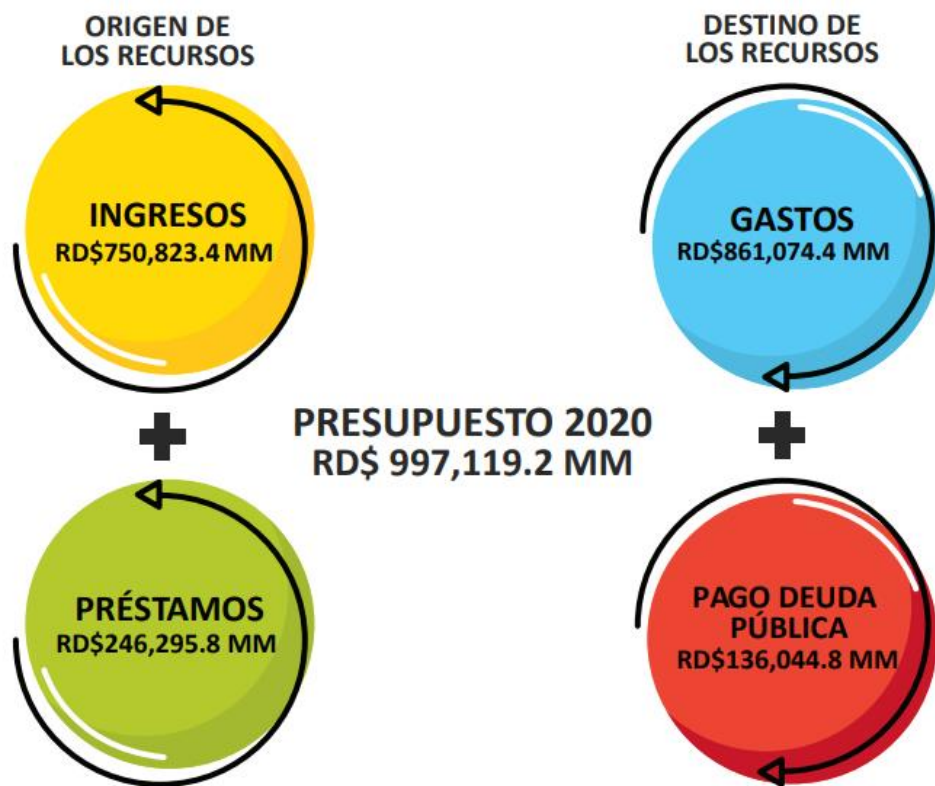 ORIGEN DE
LOS RECURSOS
INGRESOS
RD$750,823.4 MM
PRÉSTAMOS
RD$246,295.8 MM
PRESUPUESTO 2020
RD$ 997,119.2 MM
DESTINO DE
LOS RECURSOS
GASTOS
RD$861,074.4 MM
PAGO DEUDA
PÚBLICA
RD$136,044.8 MM